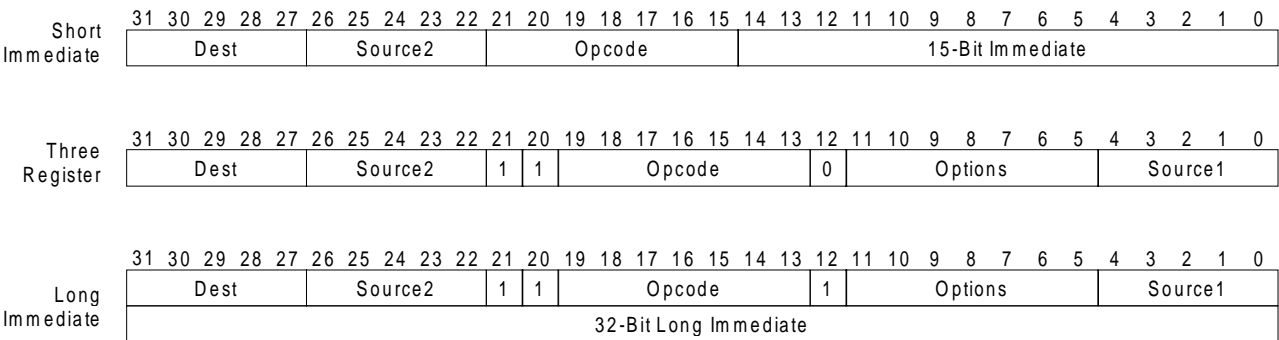 31 30 29 28 27 26 25 24 23 22 21 20 19 18 17 16 15 14 13 12 11 10 9 8 7 6 5 4 3 2 1 0
Short Immediate
Dest Source2 Opcode 15-Bit Immediate
31 30 29 28 27 26 25 24 23 22 21 20 19 18 17 16 15 14 13 12 11 10 9 8 7 6 5 4 3 2 1 0
Three Register
Dest Source2 1 1 Opcode 0 Options Source1
31 30 29 28 27 26 25 24 23 22 21 20 19 18 17 16 15 14 13 12 11 10 9 8 7 6 5 4 3 2 1 0
Long Immediate
Dest Source2 1 1 Opcode 1 Options Source1
32-Bit Long Immediate